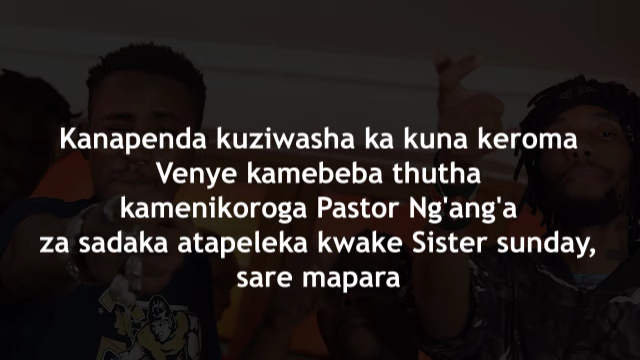 Kanapenda kuziwasha ka kuna keroma
Venye kamebeba thutha
kamenikoroga Pastor Ng'ang'a
za sadaka atapeleka kwake Sister sunday,
sare mapara